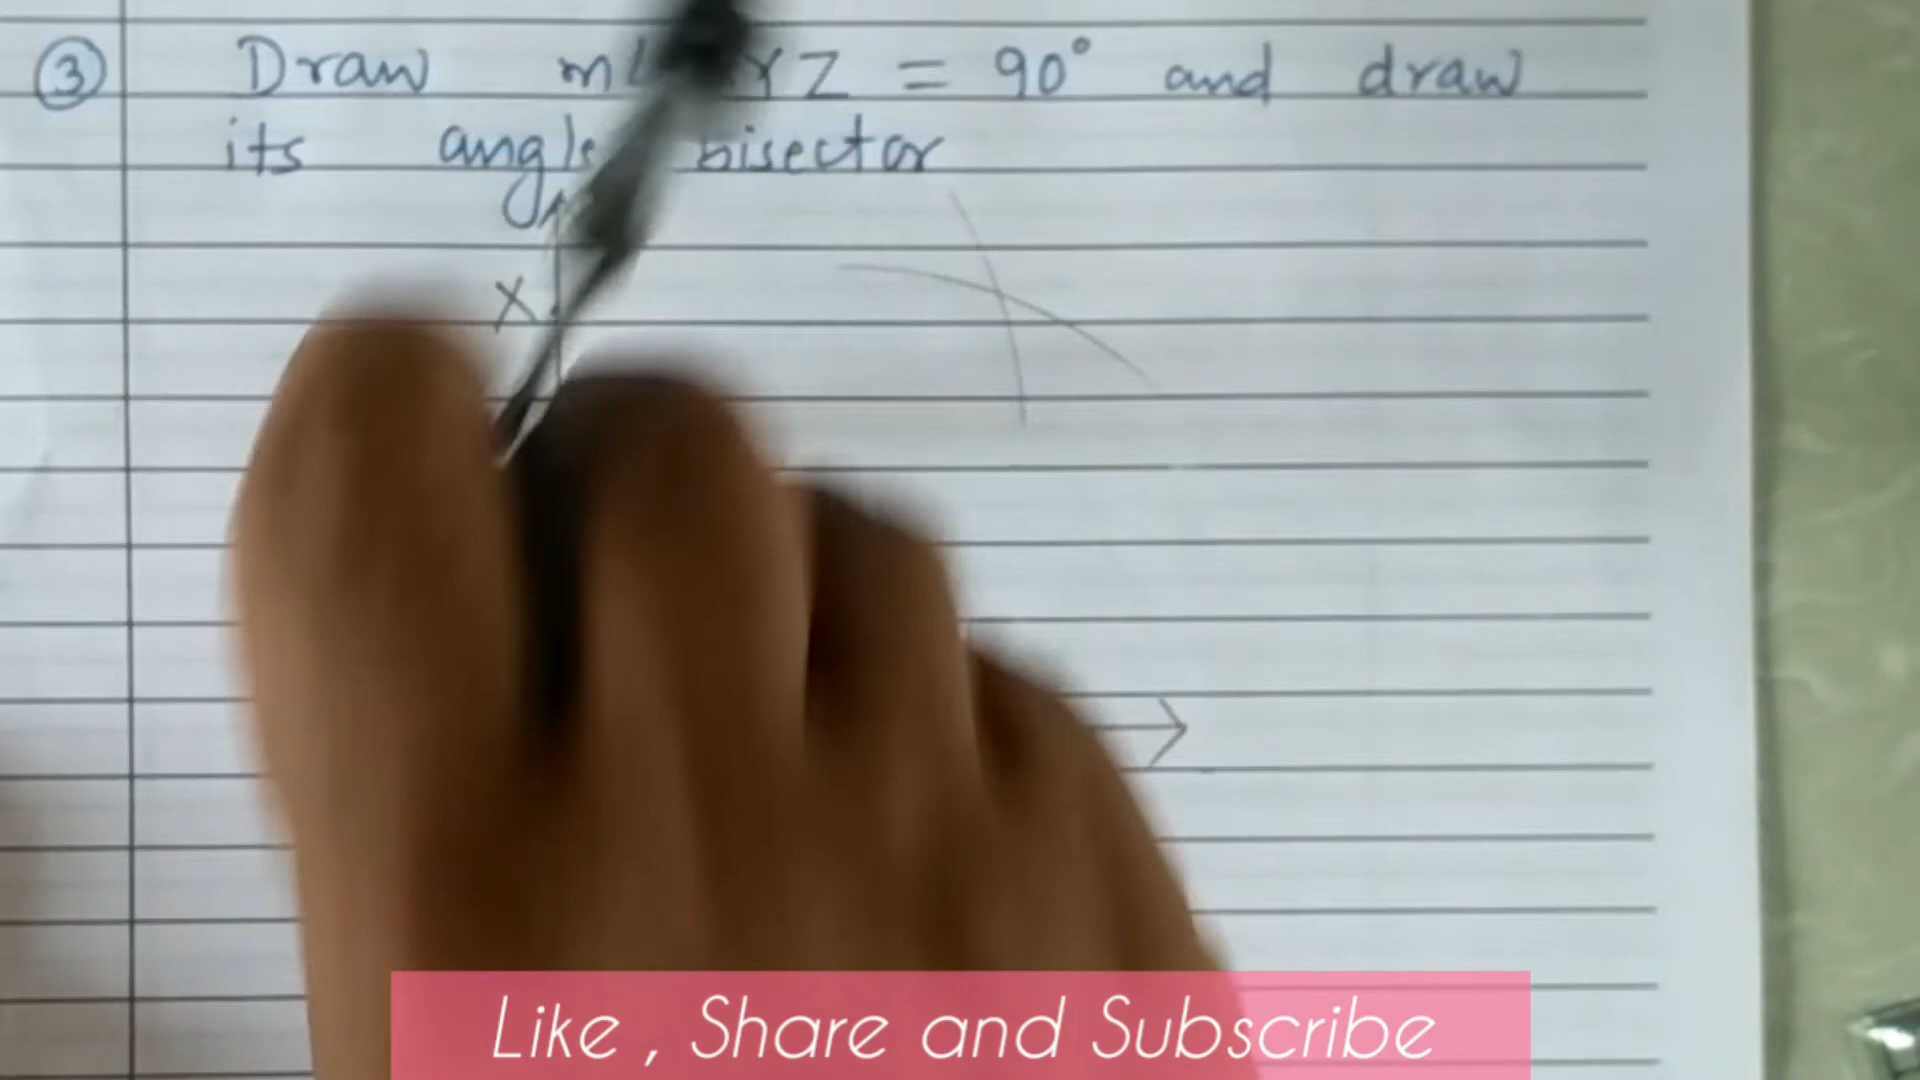 ③ Draw YZ = 90° and draw
its angle bisector
X
Like , Share and Subscribe